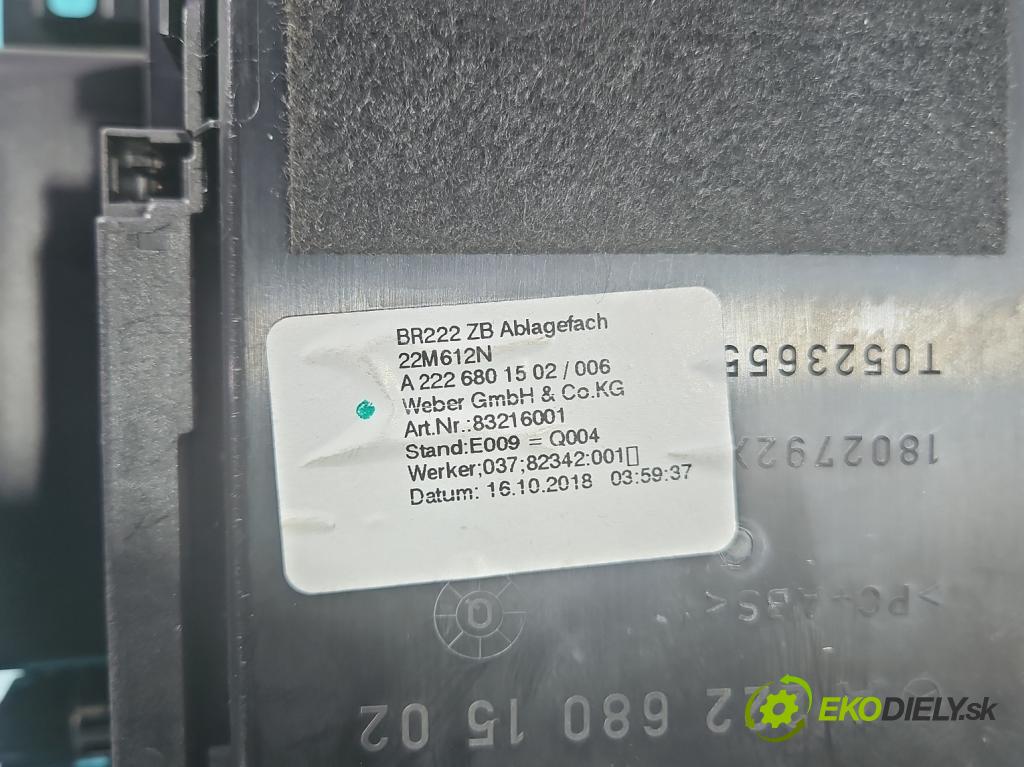 BR222 ZB Ablagefach
22M612N
A 222 680 15 02 / 006
Weber GmbH & Co.KG
Art.Nr.:83216001
Stand:E009 = Q004
Werker;037;82342:001▯
Datum: 16.10.2018 03:59:37
T0523655
1802792X
>PC+ABS<
2 680 15 02
EKODIELY.sk